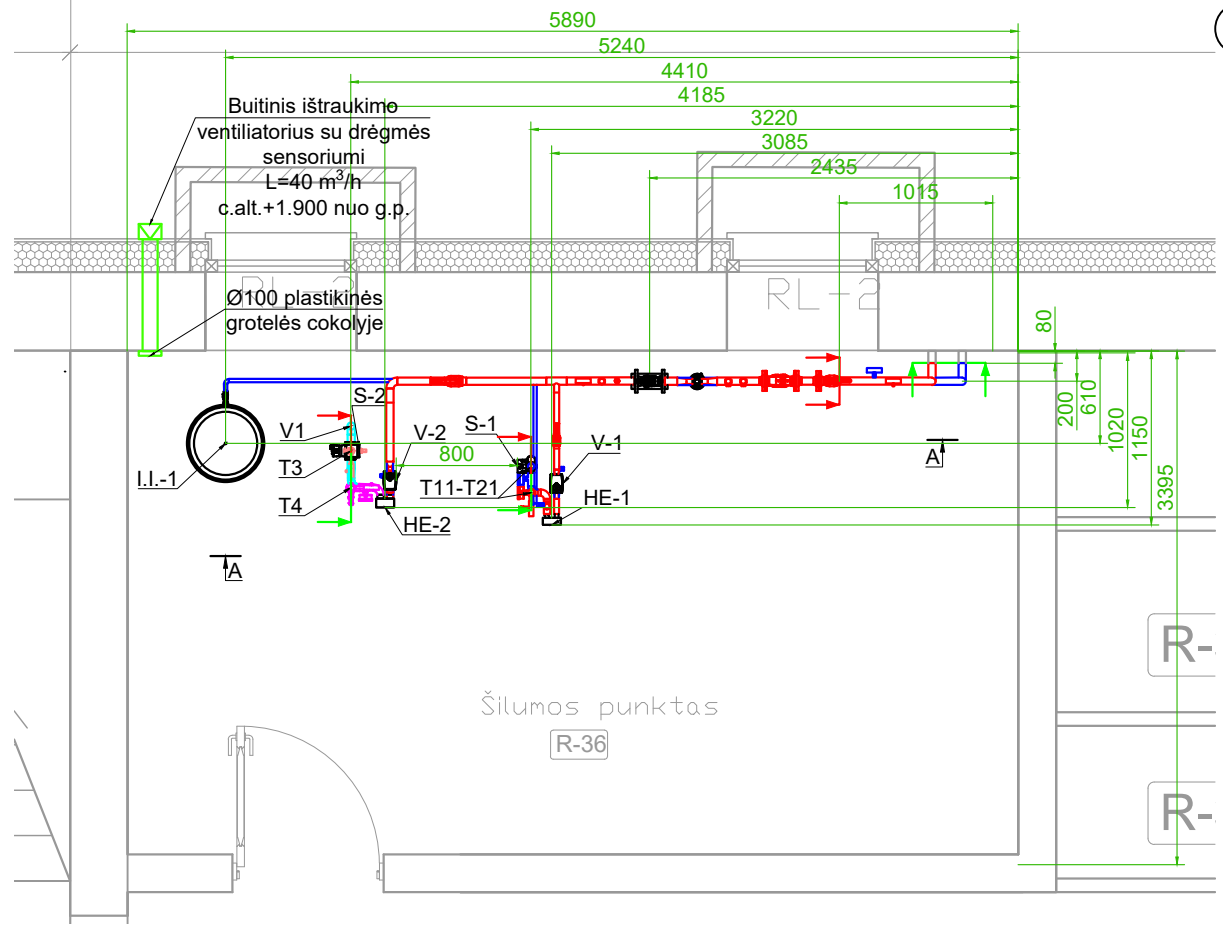 5890
5240
4410
4185
3220
3085
2435
1015
Buitinis ištraukimo
ventiliatorius su drėgmės
sensoriumi
L=40 m³/h
c.alt.+1.900 nuo g.p.
RL-2
RL-2
Ø100 plastikinės
grotelės cokolyje
80
200
610
1020
1150
3395
S-2
V1
V-2
S-1
V-1
A
I.I.-1
T3
800
T11-T21
T4
HE-1
HE-2
A
Šilumos punktas
R-36
R-
R-